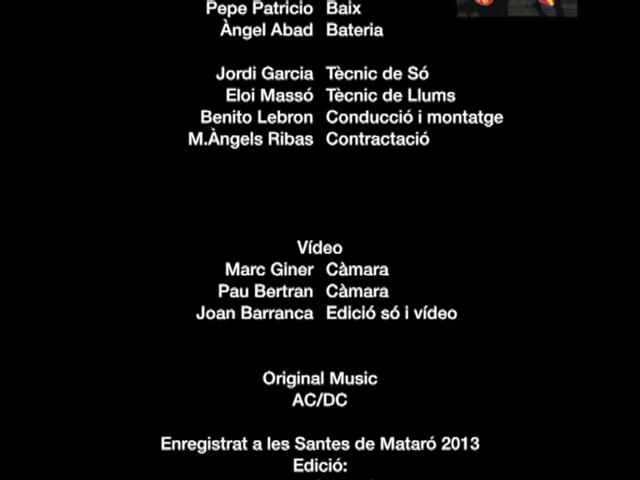 Pepe Patricio Baix
Àngel Abad Bateria
Jordi Garcia Tècnic de Só
Eloi Massó Tècnic de Llums
Benito Lebron Conducció i montatge
M.Àngels Ribas Contractació
Vídeo
Marc Giner Càmara
Pau Bertran Càmara
Joan Barranca Edició só i vídeo
Original Music
AC/DC
Enregistrat a les Santes de Mataró 2013
Edició: